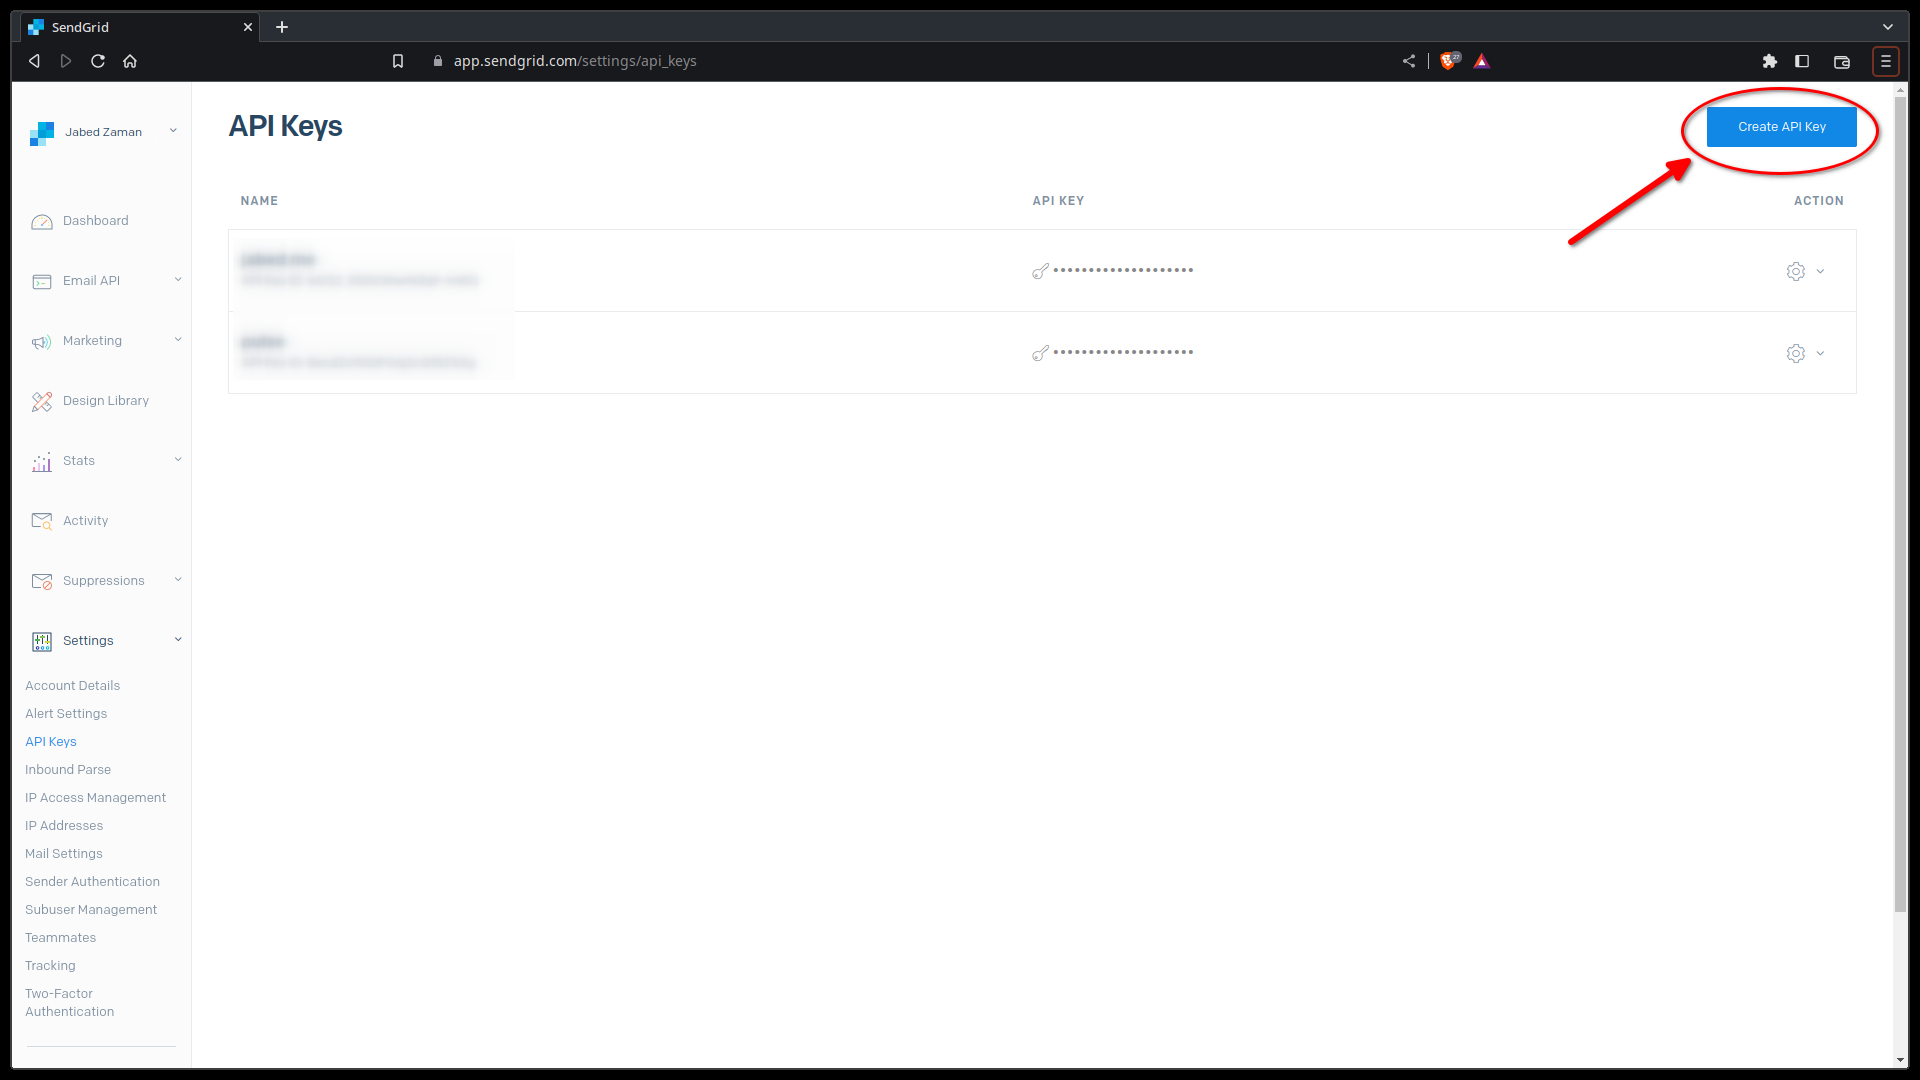 SendGrid
app.sendgrid.com/settings/api_keys
27
Jabed Zaman
Dashboard
Email API
Marketing
Design Library
Stats
Activity
Suppressions
Settings
Account Details
Alert Settings
API Keys
Inbound Parse
IP Access Management
IP Addresses
Mail Settings
Sender Authentication
Subuser Management
Teammates
Tracking
Two-Factor
Authentication
API Keys
Create API Key
NAME API KEY ACTION
••••••••••••••••••••
••••••••••••••••••••